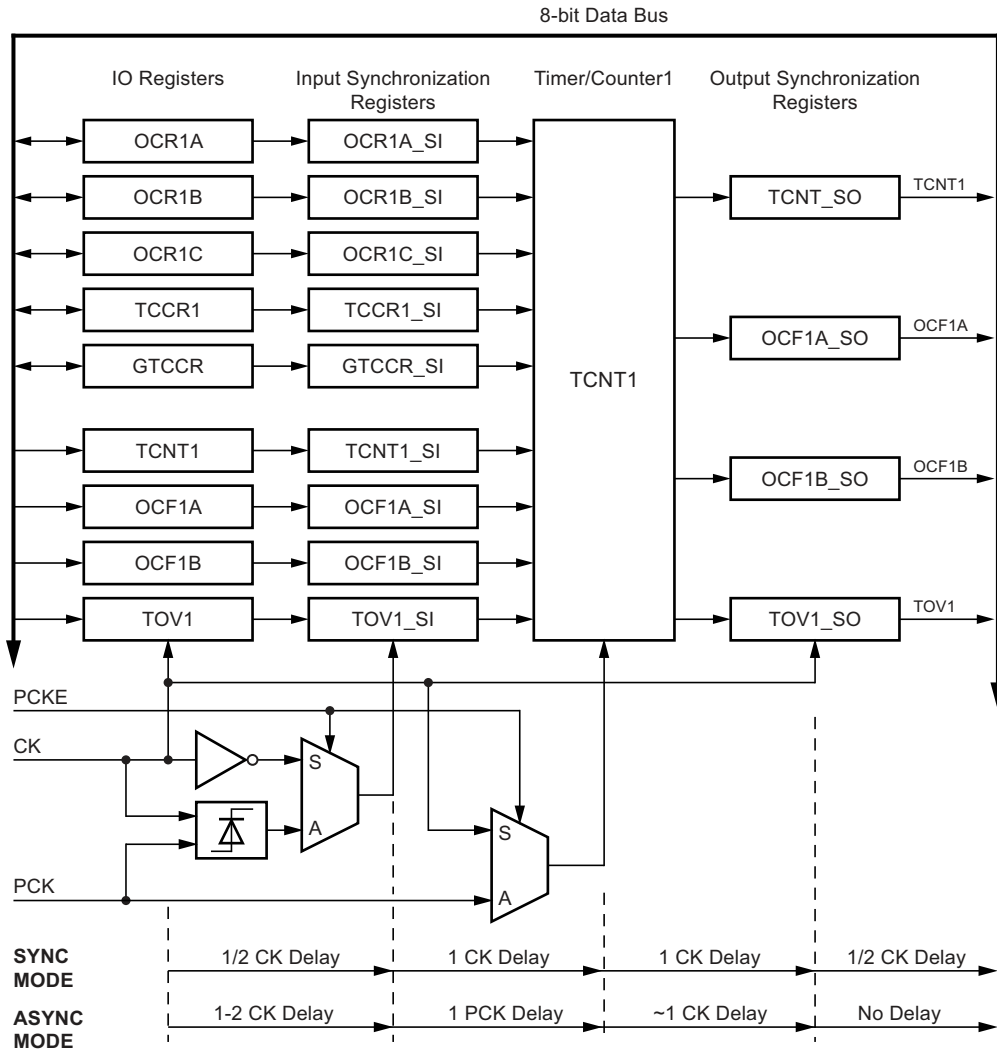 8-bit Data Bus
IO Registers
Input Synchronization
Registers
Timer/Counter1
Output Synchronization
Registers
OCR1A
OCR1A_SI
OCR1B
OCR1B_SI
TCNT_SO
TCNT1
OCR1C
OCR1C_SI
TCCR1
TCCR1_SI
OCF1A_SO
OCF1A
GTCCR
GTCCR_SI
TCNT1
TCNT1
TCNT1_SI
OCF1B_SO
OCF1B
OCF1A
OCF1A_SI
OCF1B
OCF1B_SI
TOV1
TOV1_SI
TOV1_SO
TOV1
PCKE
CK
S
A
S
A
PCK
SYNC
MODE
1/2 CK Delay
1 CK Delay
1 CK Delay
1/2 CK Delay
ASYNC
MODE
1-2 CK Delay
1 PCK Delay
~1 CK Delay
No Delay